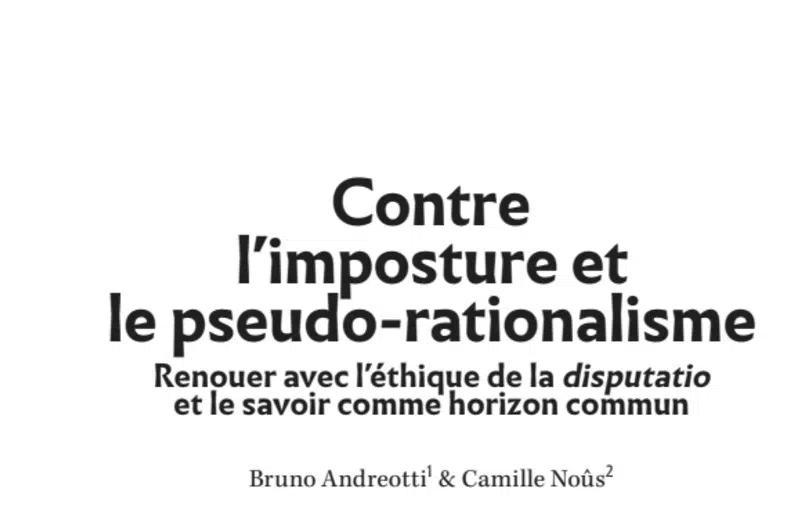 Contre
l’imposture et
le pseudo-rationalisme
Renouer avec l’éthique de la disputatio
et le savoir comme horizon commun
Bruno Andreotti¹ & Camille Noûs²